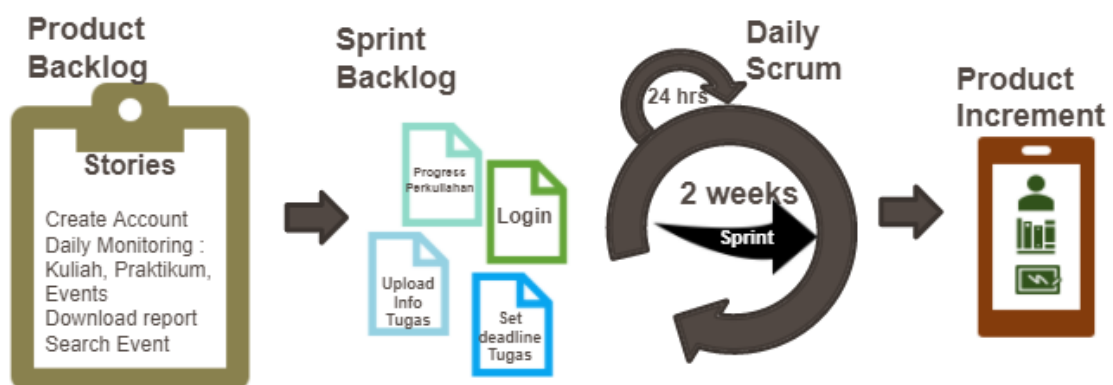 Product
Backlog
Stories
Create Account
Daily Monitoring :
Kuliah, Praktikum,
Events
Download report
Search Event
Sprint
Backlog
Progress
Perkullahan
Login
Upload
Info
Tugas
Set
deadline
Tugas
Daily
Scrum
24 hrs
2 weeks
Sprint
Product
Increment